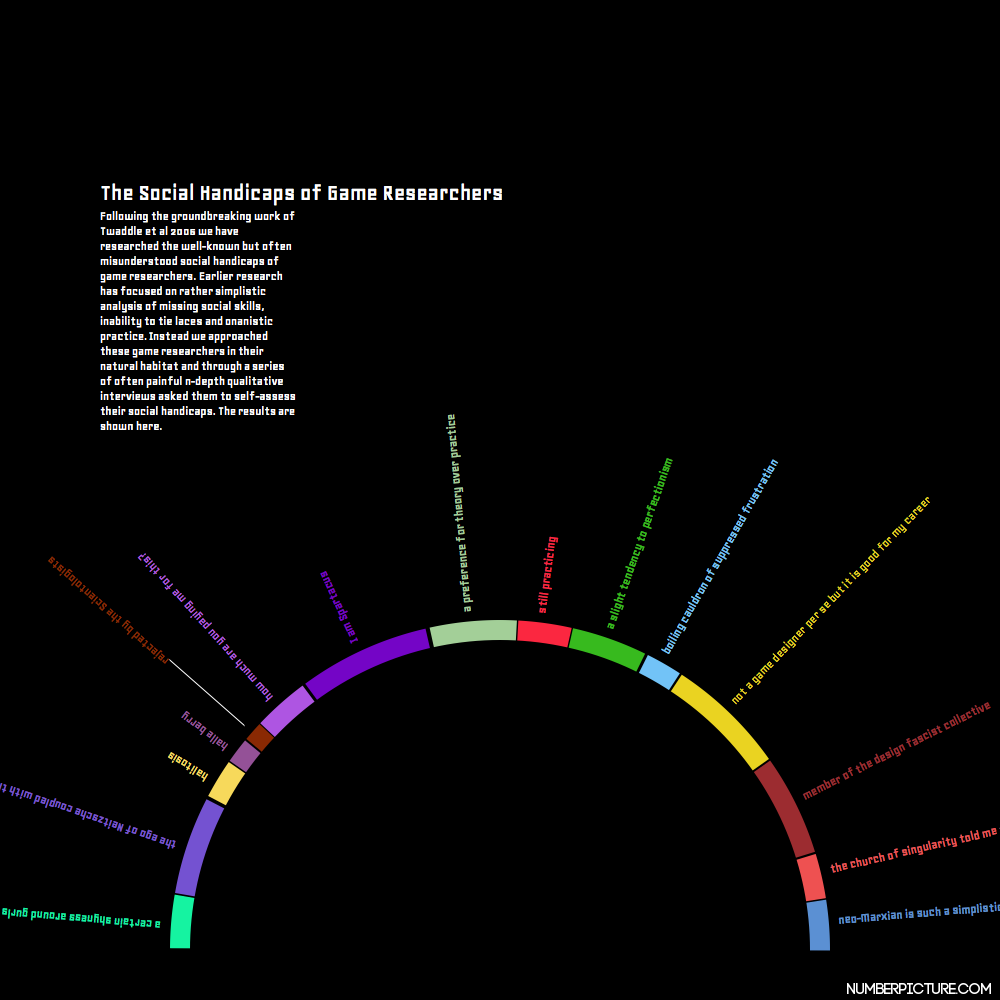 The Social Handicaps of Game Researchers
Following the groundbreaking work of
Twaddle et al 2006 we have
researched the well-known but often
misunderstood social handicaps of
game researchers. Earlier research
has focused on rather simplistic
analysis of missing social skills,
inability to tie laces and onanistic
practice. Instead we approached
these game researchers in their
natural habitat and through a series
of often painful n-depth qualitative
interviews asked them to self-assess
their social handicaps. The results are
shown here.
a certain shyness around gurls
the ego of Neitzsche coupled with
halitosis
halle berry
rejected by the Scientologists
how much are you paying me for this?
I am spartacus
a preference for theory over practice
still practicing
a slight tendency to perfectionism
boiling cauldron of suppressed frustration
not a game designer per se but it is good for my career
member of the design fascist collective
the church of singularity told me
neo-Marxian is such a simplistic
NUMBERPICTURE.COM